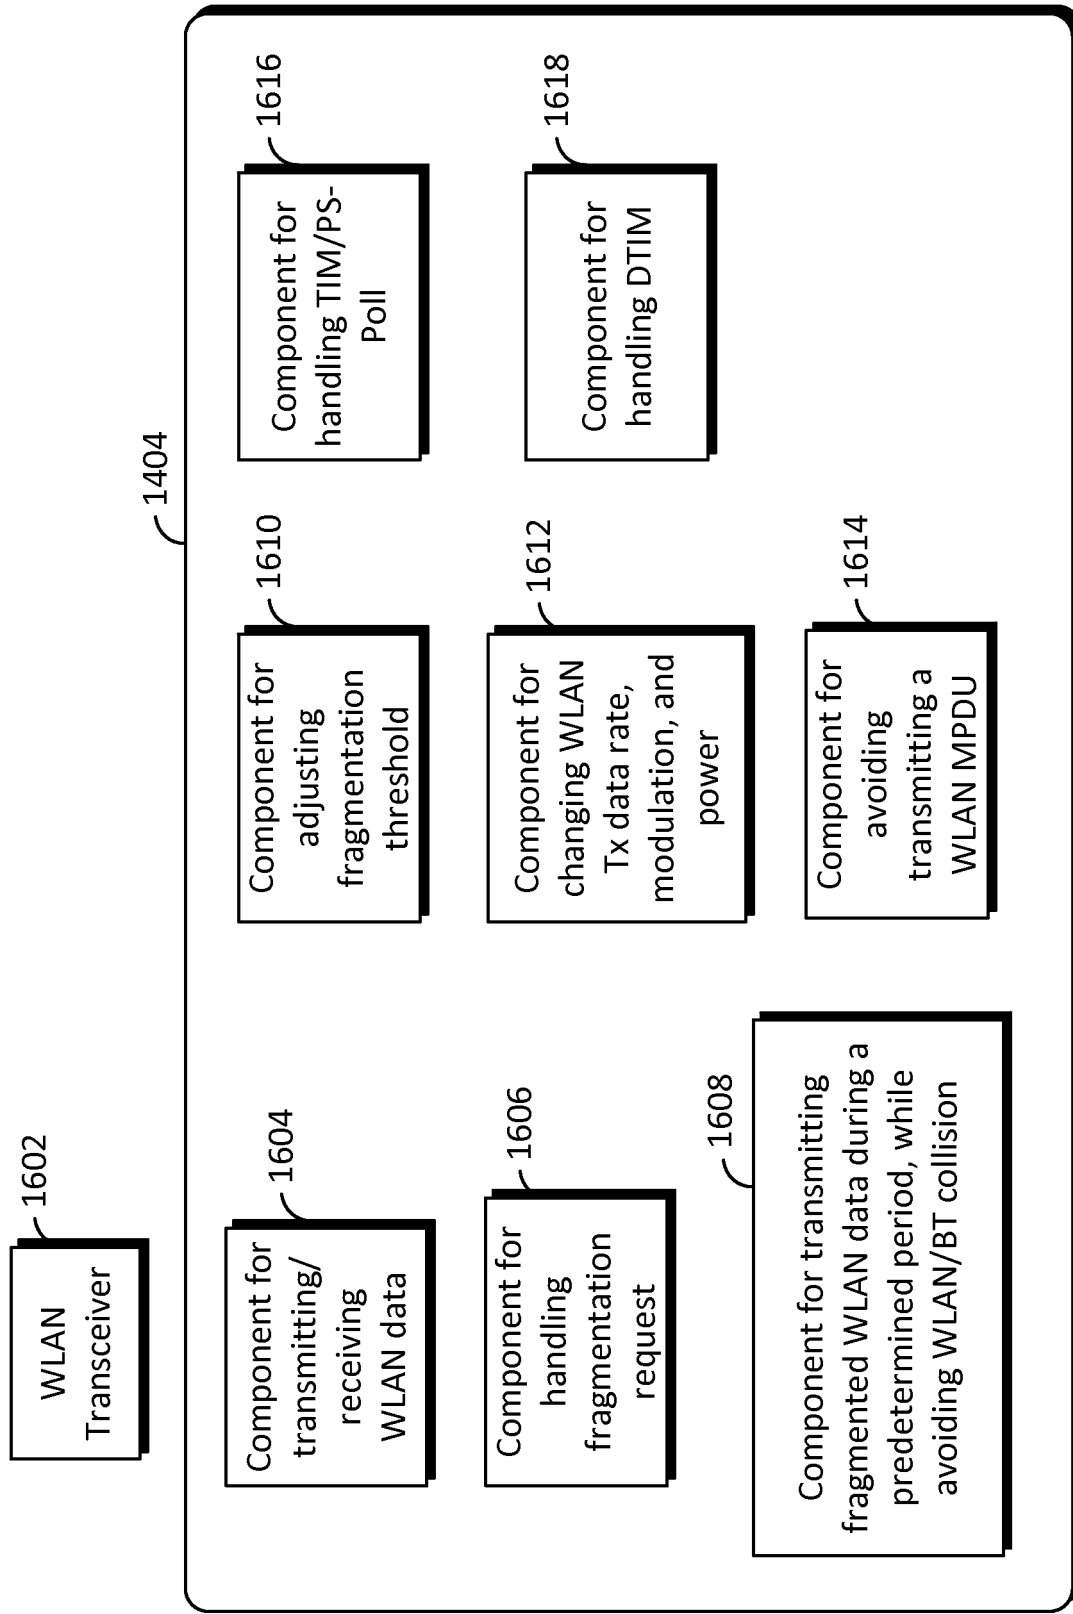 WLAN
Transceiver
1602
1404
Component for
transmitting/
receiving
WLAN data
1604
Component for
handling
fragmentation
request
1606
Component for transmitting
fragmented WLAN data during a
predetermined period, while
avoiding WLAN/BT collision
1608
Component for
adjusting
fragmentation
threshold
1610
Component for
changing WLAN
Tx data rate,
modulation, and
power
1612
Component for
avoiding
transmitting a
WLAN MPDU
1614
Component for
handling TIM/PS-
Poll
1616
Component for
handling DTIM
1618